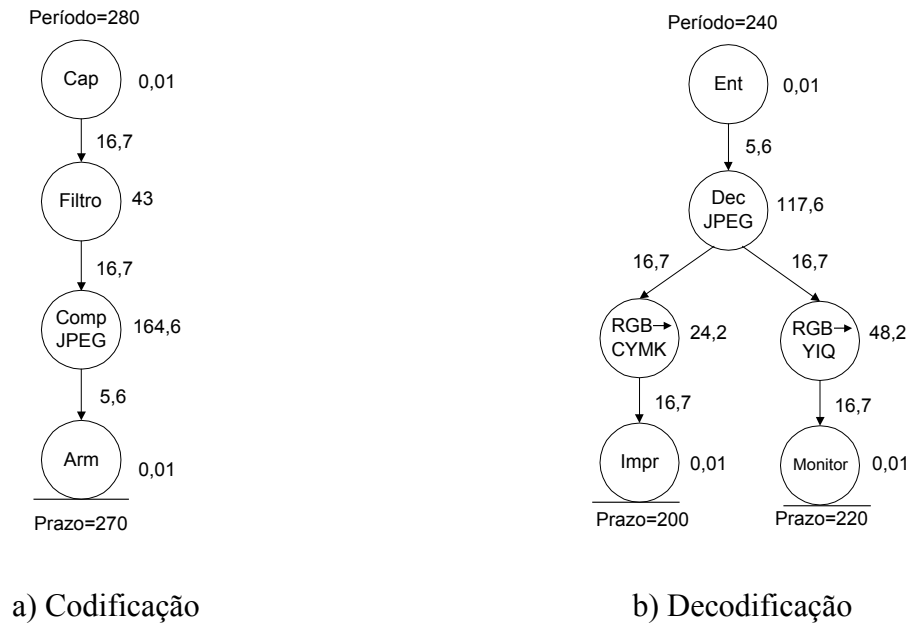 Período=280
Cap
0,01
16,7
Filtro
43
16,7
Comp
JPEG
164,6
5,6
Arm
0,01
Prazo=270
a) Codificação
Período=240
Ent
0,01
5,6
Dec
JPEG
117,6
16,7
16,7
RGB→
CYMK
24,2
RGB→
YIQ
48,2
16,7
16,7
Impr
0,01
Monitor
0,01
Prazo=200
Prazo=220
b) Decodificação